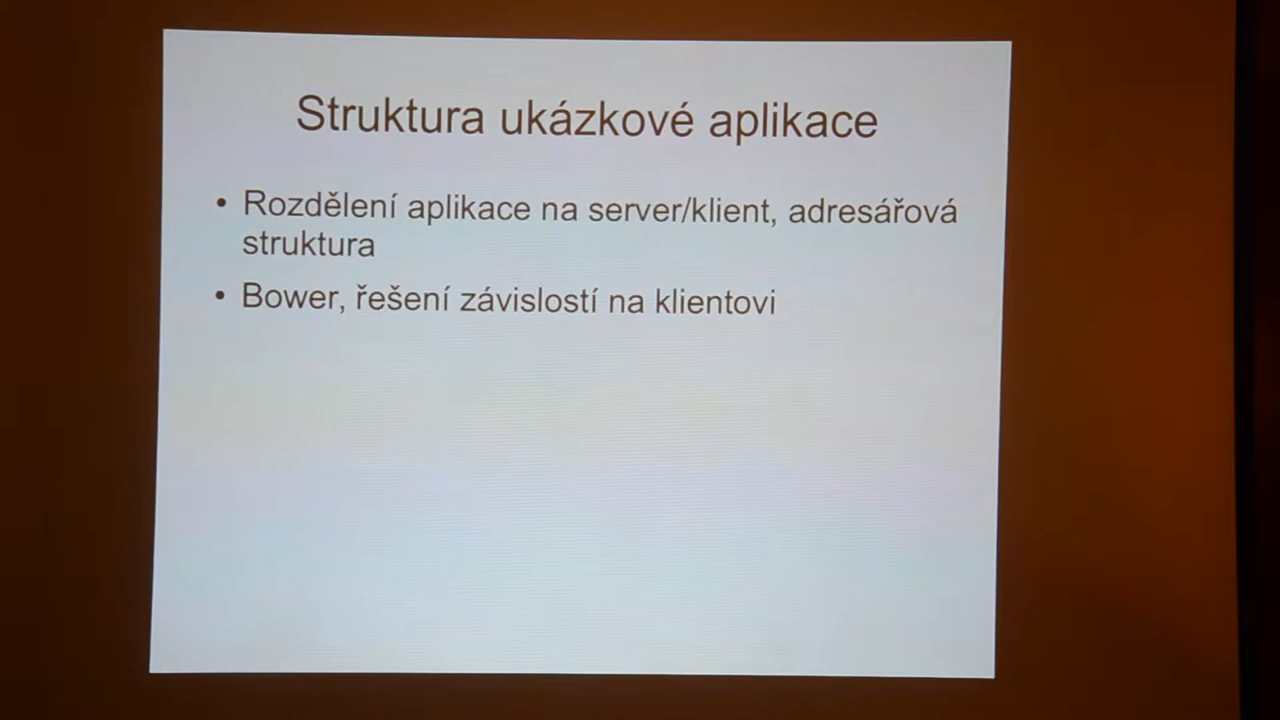 Struktura ukázkové aplikace
• Rozdělení aplikace na server/klient, adresářová
struktura
• Bower, řešení závislostí na klientovi